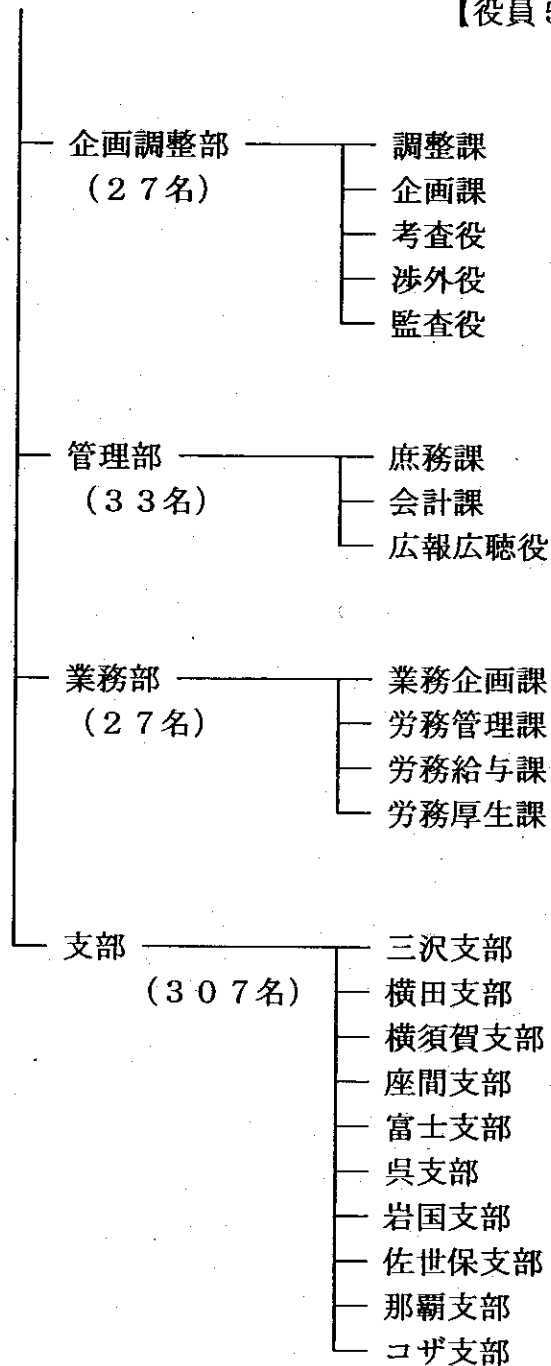 【役員5
企画調整部
(27名)
調整課
企画課
考査役
渉外役
監査役
管理部
(33名)
庶務課
会計課
広報広聴役
業務部
(27名)
業務企画課
労務管理課
労務給与課
労務厚生課
支部
(307名)
三沢支部
横田支部
横須賀支部
座間支部
富士支部
呉支部
岩国支部
佐世保支部
那覇支部
コザ支部